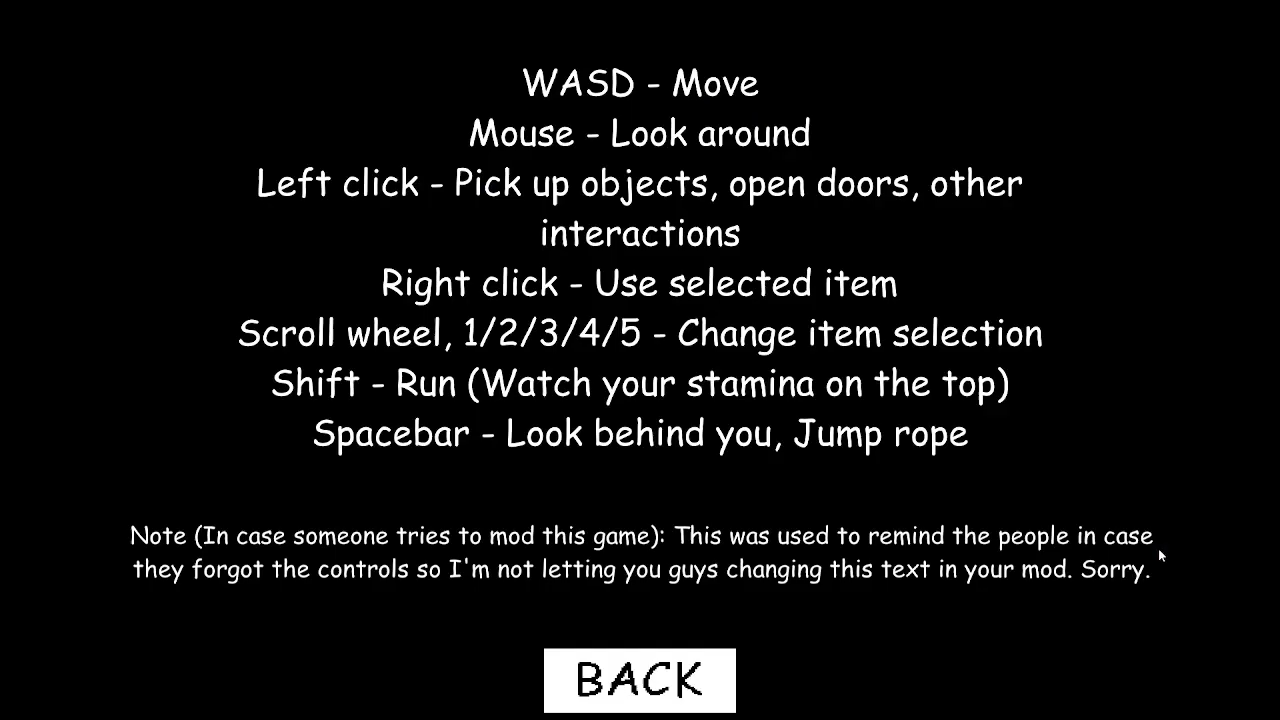 WASD - Move
Mouse - Look around
Left click - Pick up objects, open doors, other
interactions
Right click - Use selected item
Scroll wheel, 1/2/3/4/5 - Change item selection
Shift - Run (Watch your stamina on the top)
Spacebar - Look behind you, Jump rope
Note (In case someone tries to mod this game): This was used to remind the people in case
they forgot the controls so I'm not letting you guys changing this text in your mod. Sorry.
BACK